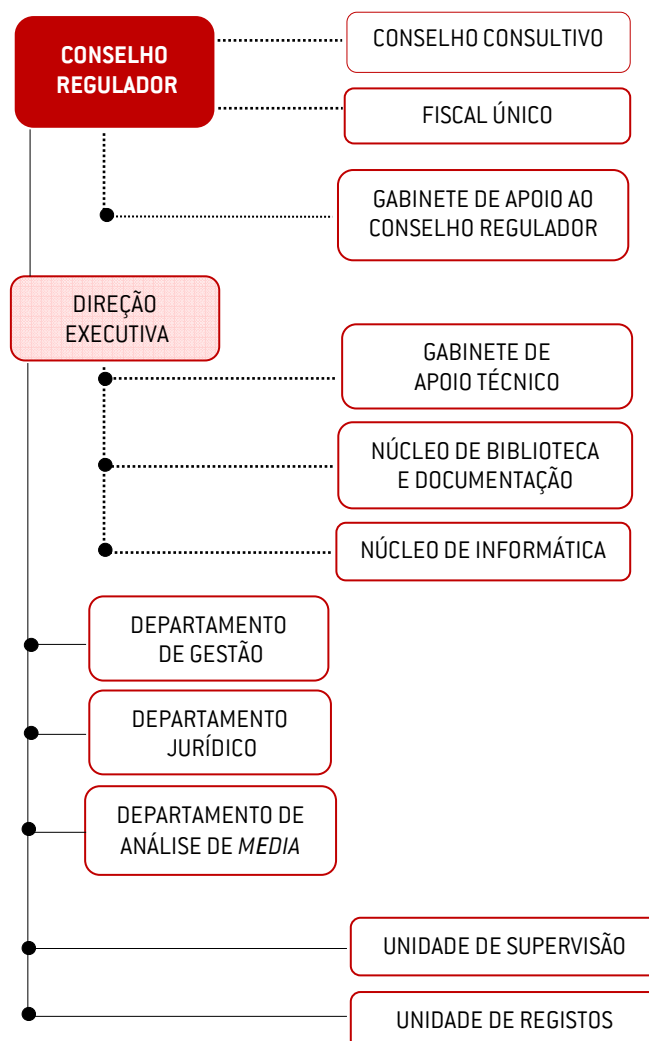 CONSELHO
REGULADOR
CONSELHO CONSULTIVO
FISCAL ÚNICO
GABINETE DE APOIO AO
CONSELHO REGULADOR
DIREÇÃO
EXECUTIVA
GABINETE DE
APOIO TÉCNICO
NÚCLEO DE BIBLIOTECA
E DOCUMENTAÇÃO
NÚCLEO DE INFORMÁTICA
DEPARTAMENTO
DE GESTÃO
DEPARTAMENTO
JURÍDICO
DEPARTAMENTO DE
ANÁLISE DE MEDIA
UNIDADE DE SUPERVISÃO
UNIDADE DE REGISTOS